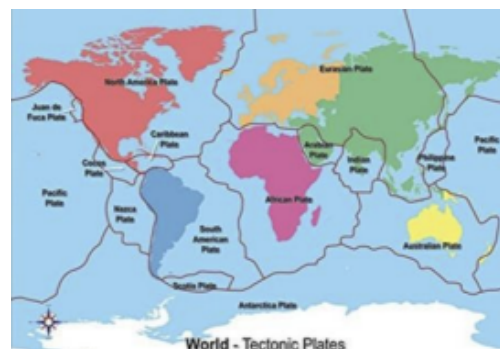 North America Plate
Eurasian Plate
Juan de
Fuca Plate
Caribbean
Plate
Cocos
Plate
Arabian
Plate
Indian
Plate
Philippine
Plate
Pacific
Plate
Pacific
Plate
Nazca
Plate
African Plate
South
American
Plate
Australian Plate
Scotia Plate
Antarctica Plate
World - Tectonic Plates